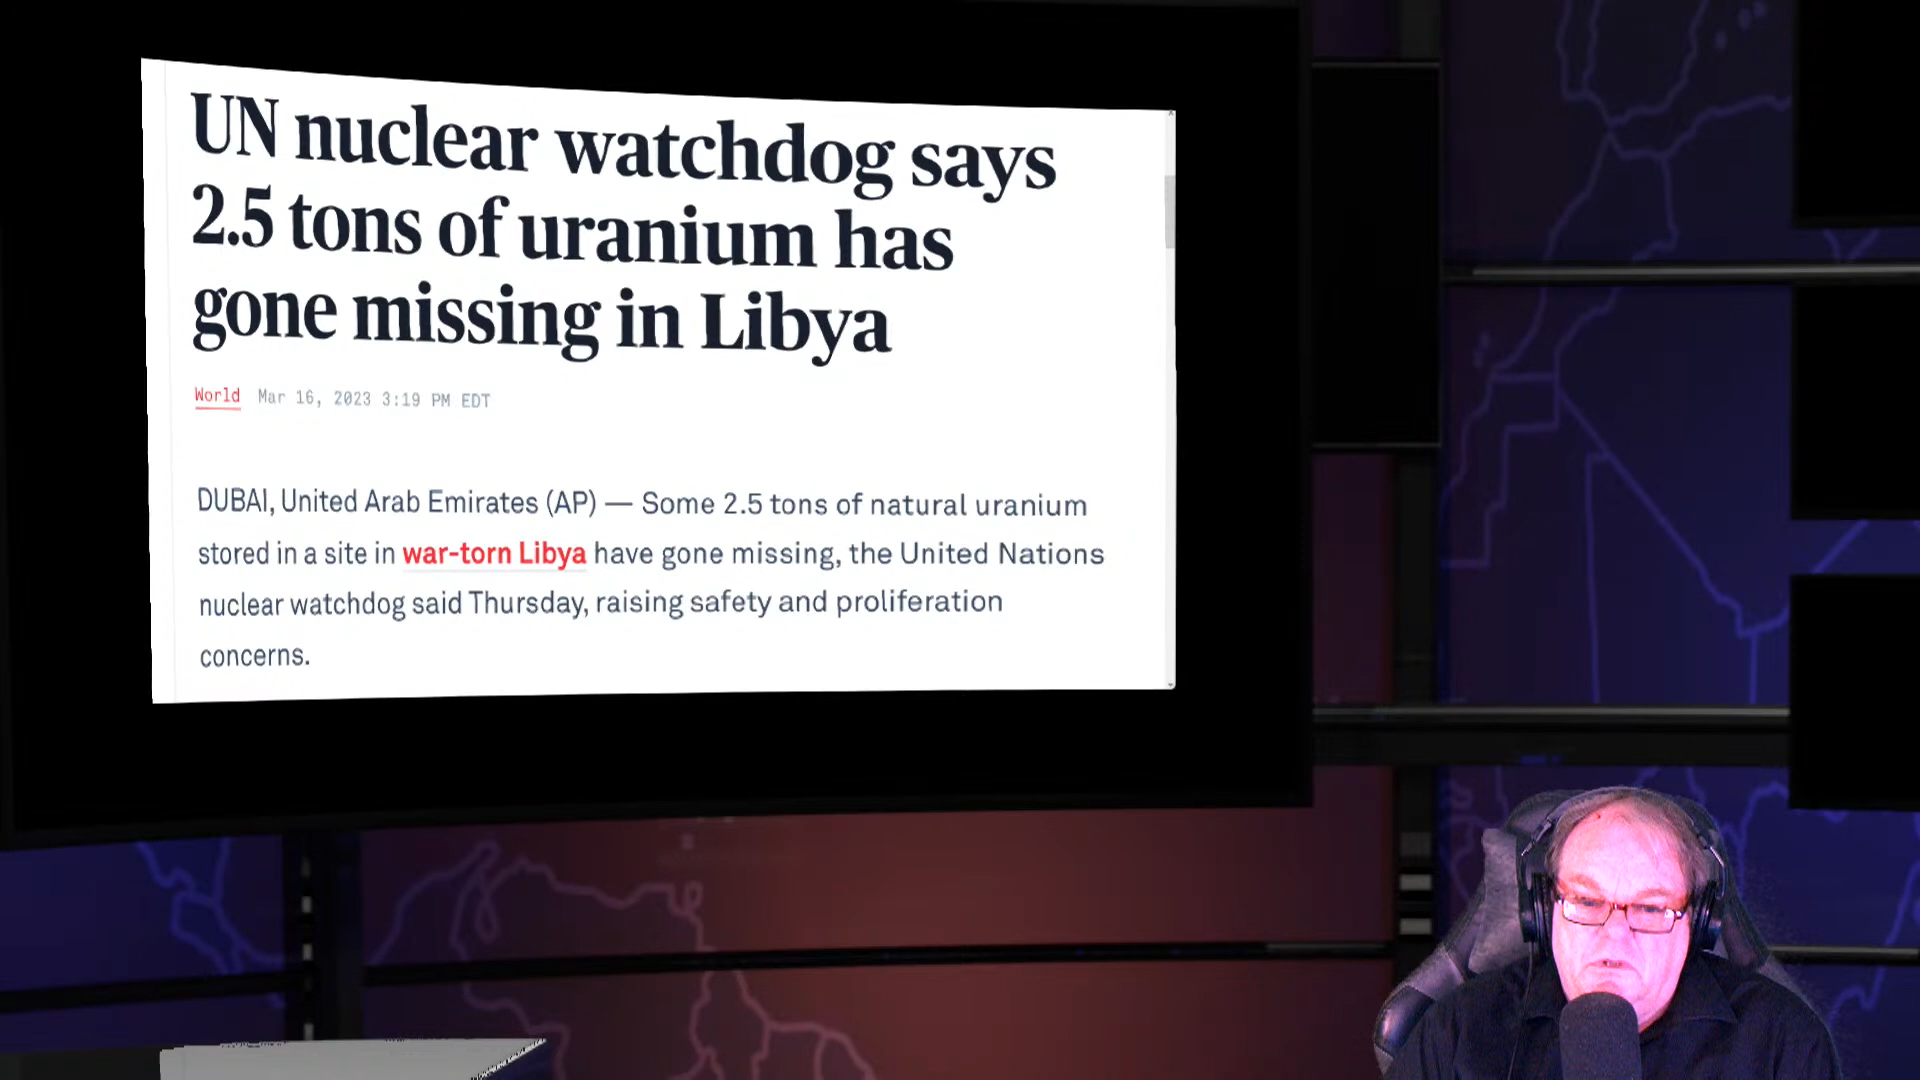 UN nuclear watchdog says
2.5 tons of uranium has
gone missing in Libya
World Mar 16, 2023 3:19 PM EDT
DUBAI, United Arab Emirates (AP) — Some 2.5 tons of natural uranium
stored in a site in war-torn Libya have gone missing, the United Nations
nuclear watchdog said Thursday, raising safety and proliferation
concerns.